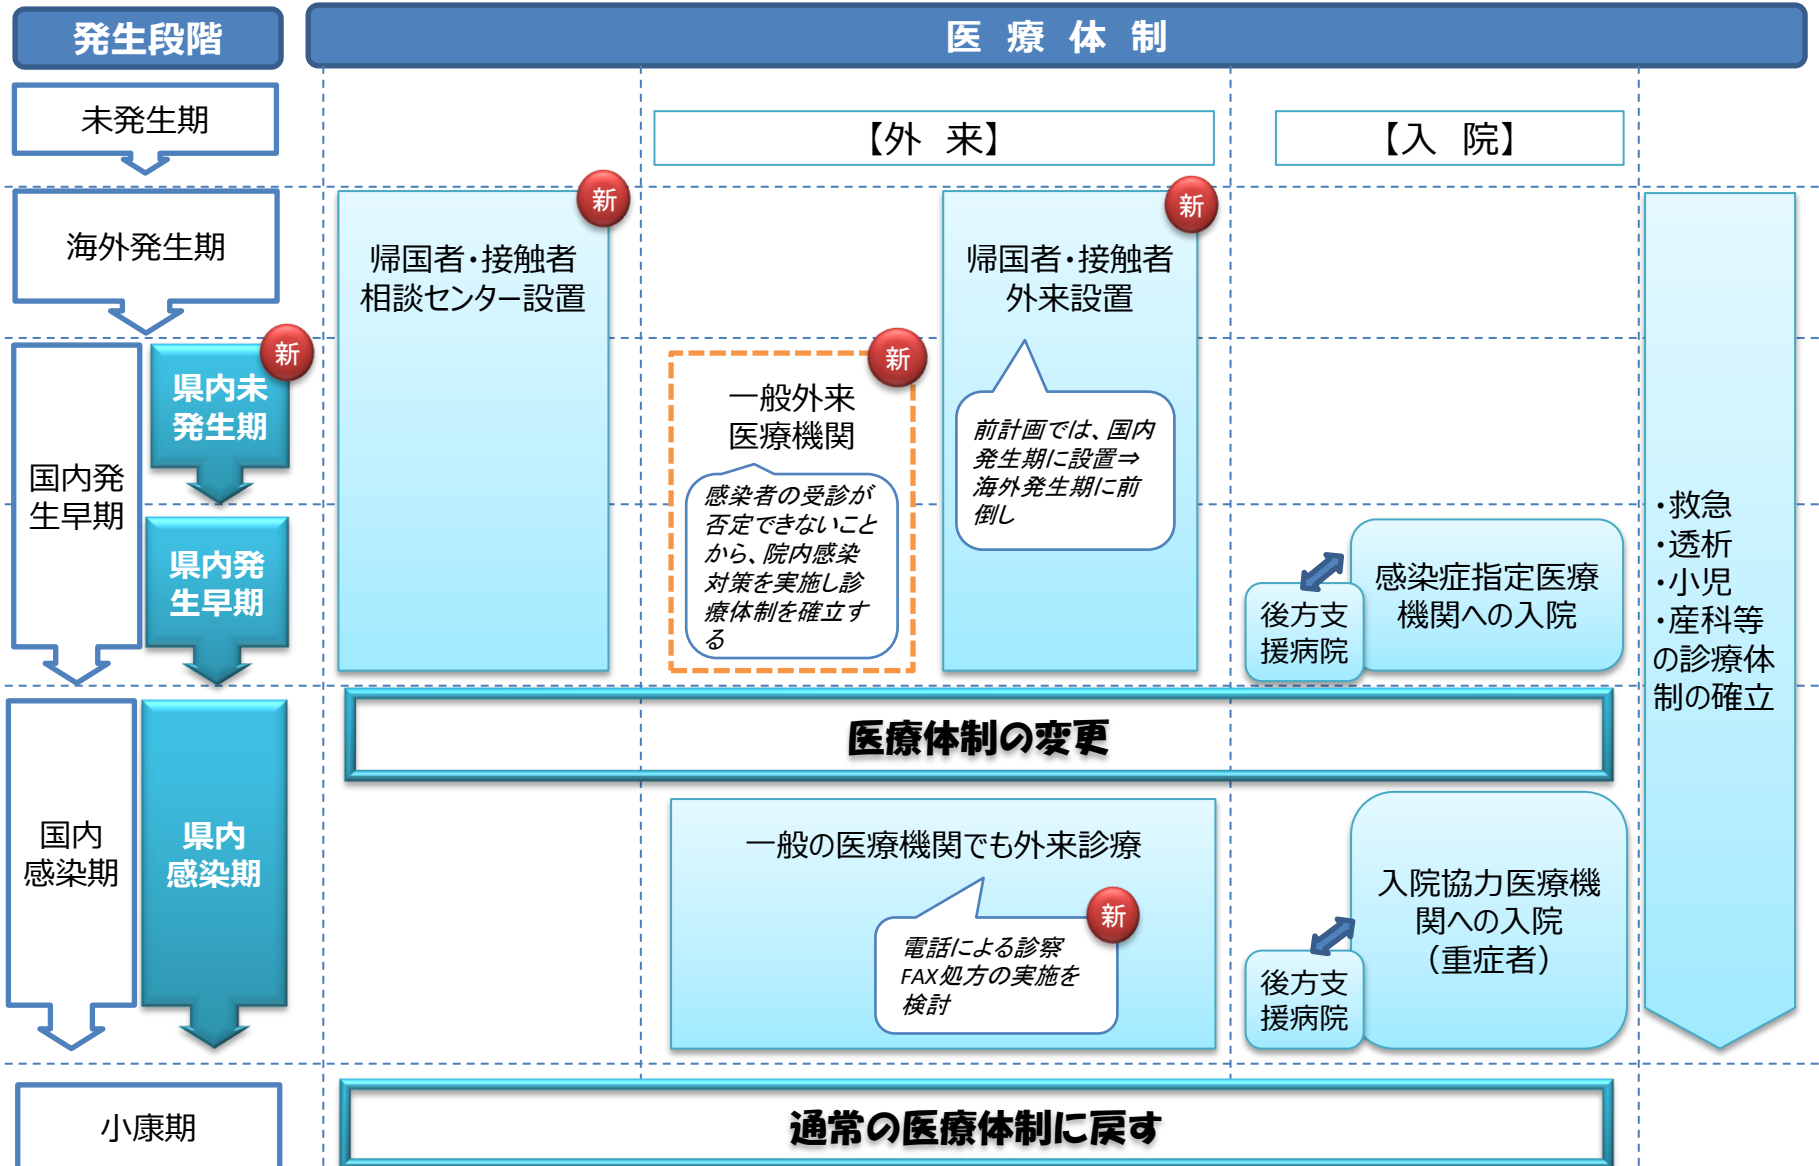 発生段階
医 療 体 制
未発生期
【外 来】
【入 院】
海外発生期
新
帰国者・接触者
相談センター設置
新
帰国者・接触者
外来設置
国内発
生早期
新
県内未
発生期
新
一般外来
医療機関
感染者の受診が
否定できないこと
から、院内感染
対策を実施し診
療体制を確立す
る
前計画では、国内
発生期に設置⇒
海外発生期に前
倒し
県内発
生早期
後方支
援病院
感染症指定医療
機関への入院
・救急
・透析
・小児
・産科等
の診療体
制の確立
医療体制の変更
国内
感染期
県内
感染期
一般の医療機関でも外来診療
新
電話による診察
FAX処方の実施を
検討
後方支
援病院
入院協力医療機
関への入院
（重症者）
小康期
通常の医療体制に戻す